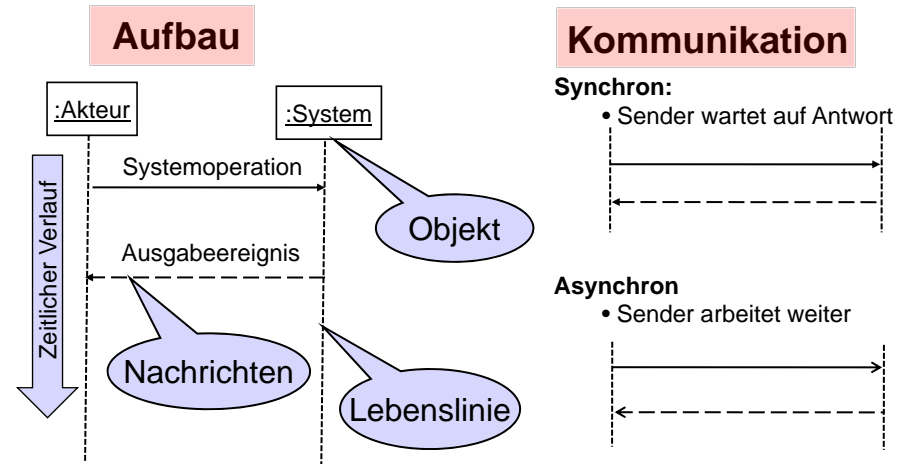 Aufbau
:Akteur
:System
Zeitlicher Verlauf
Systemoperation
Objekt
Ausgabeereignis
Nachrichten
Lebenslinie
Kommunikation
Synchron:
• Sender wartet auf Antwort
Asynchron
• Sender arbeitet weiter